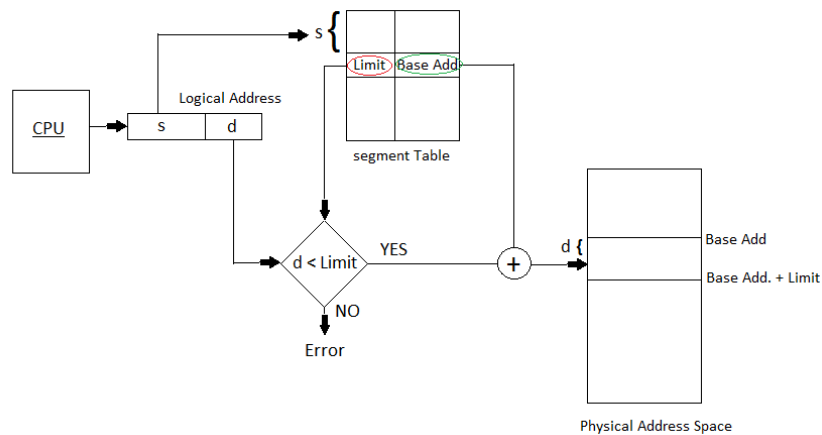 s {
Limit
Base Add
Logical Address
CPU
s
d
segment Table
d < Limit
YES
+
d {
Base Add
Base Add. + Limit
NO
Error
Physical Address Space